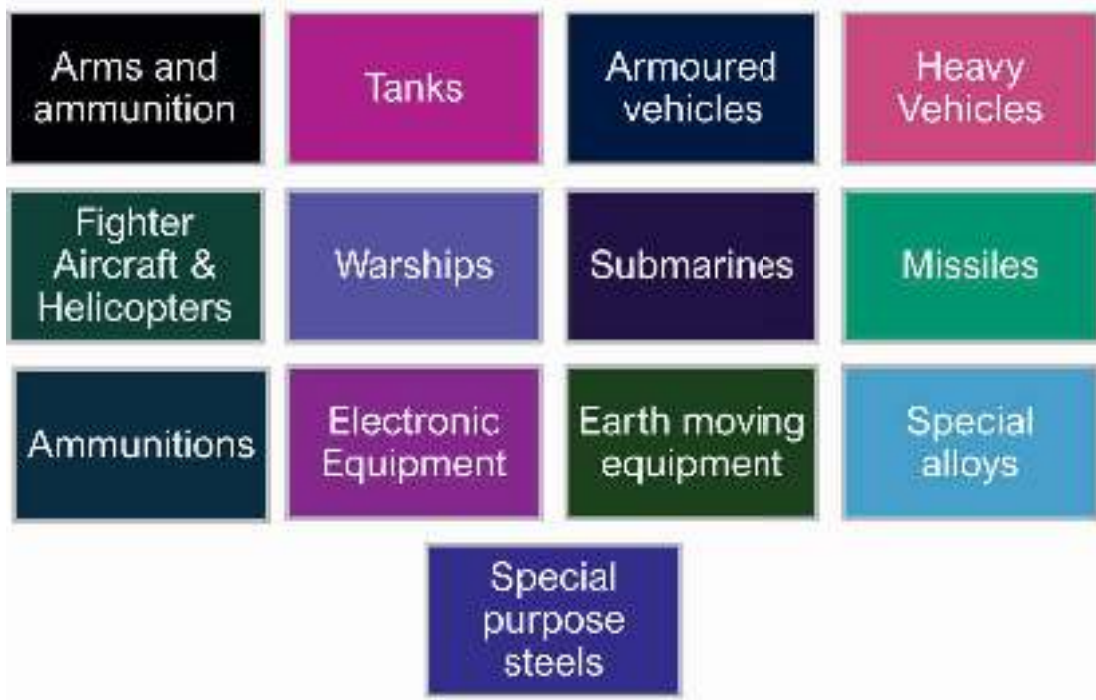 Arms and
ammunition
Tanks
Armoured
vehicles
Heavy
Vehicles
Fighter
Aircraft &
Helicopters
Warships
Submarines
Missiles
Ammunitions
Electronic
Equipment
Earth moving
equipment
Special
alloys
Special
purpose
steels